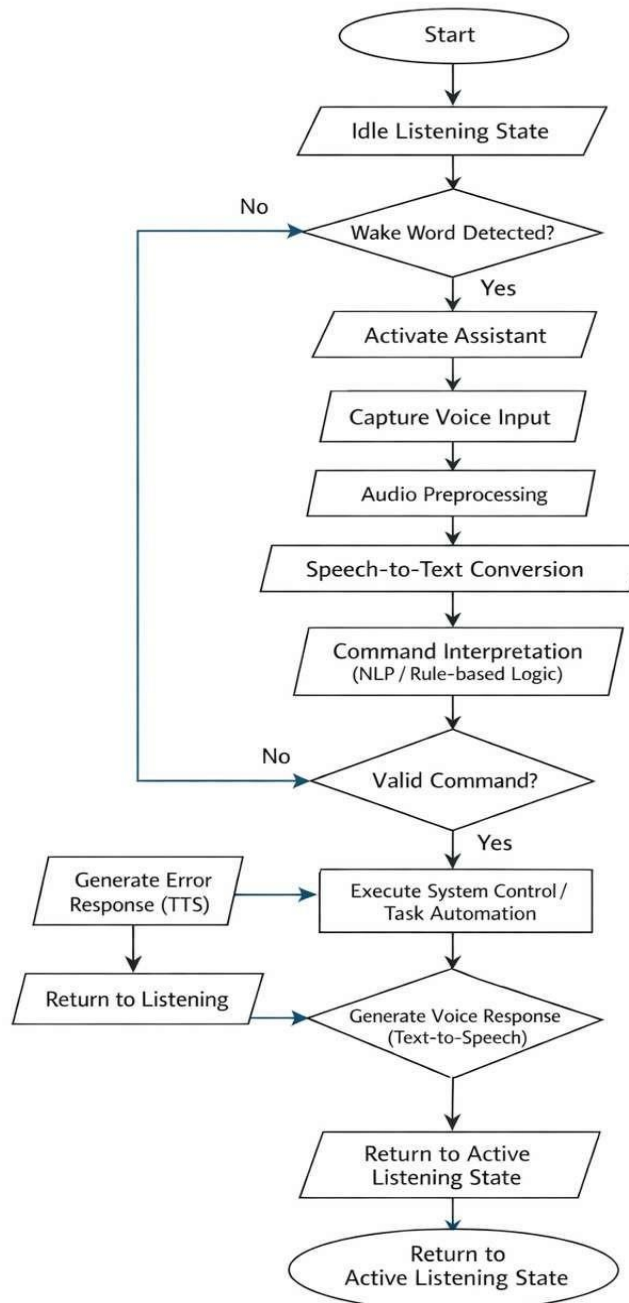 Start
Idle Listening State
No
Wake Word Detected?
Yes
Activate Assistant
Capture Voice Input
Audio Preprocessing
Speech-to-Text Conversion
Command Interpretation
(NLP / Rule-based Logic)
No
Valid Command?
Yes
Generate Error
Response (TTS)
Execute System Control /
Task Automation
Return to Listening
Generate Voice Response
(Text-to-Speech)
Return to Active
Listening State
Return to
Active Listening State